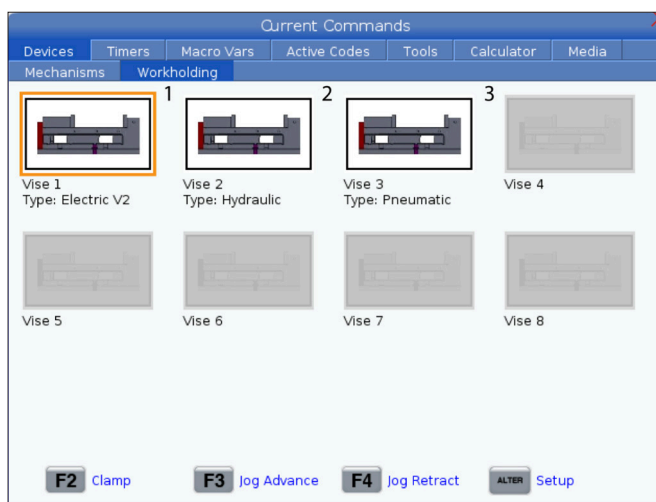 Current Commands
Devices Timers Macro Vars Active Codes Tools Calculator Media
Mechanisms Workholding
1 2 3
Vise 1 Vise 2 Vise 3 Vise 4
Type: Electric V2 Type: Hydraulic Type: Pneumatic
Vise 5 Vise 6 Vise 7 Vise 8
F2 Clamp F3 Jog Advance F4 Jog Retract ALTER Setup